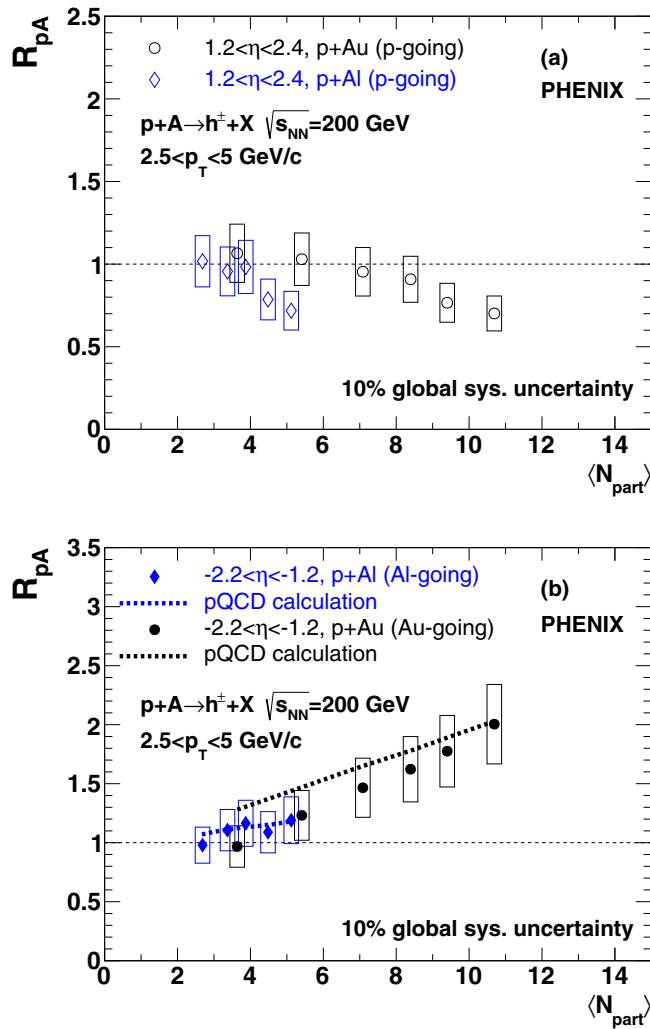 R_pA
2.5
2
1.5
1
0.5
0
1.2<η<2.4, p+Au (p-going)
1.2<η<2.4, p+Al (p-going)
(a)
PHENIX
p+A→h±+X √s_NN=200 GeV
2.5<p_T<5 GeV/c
10% global sys. uncertainty
0 2 4 6 8 10 12 14
⟨N_part⟩
R_pA
3.5
3
2.5
2
1.5
1
0.5
0
-2.2<η<-1.2, p+Al (Al-going)
pQCD calculation
-2.2<η<-1.2, p+Au (Au-going)
pQCD calculation
(b)
PHENIX
p+A→h±+X √s_NN=200 GeV
2.5<p_T<5 GeV/c
10% global sys. uncertainty
0 2 4 6 8 10 12 14
⟨N_part⟩